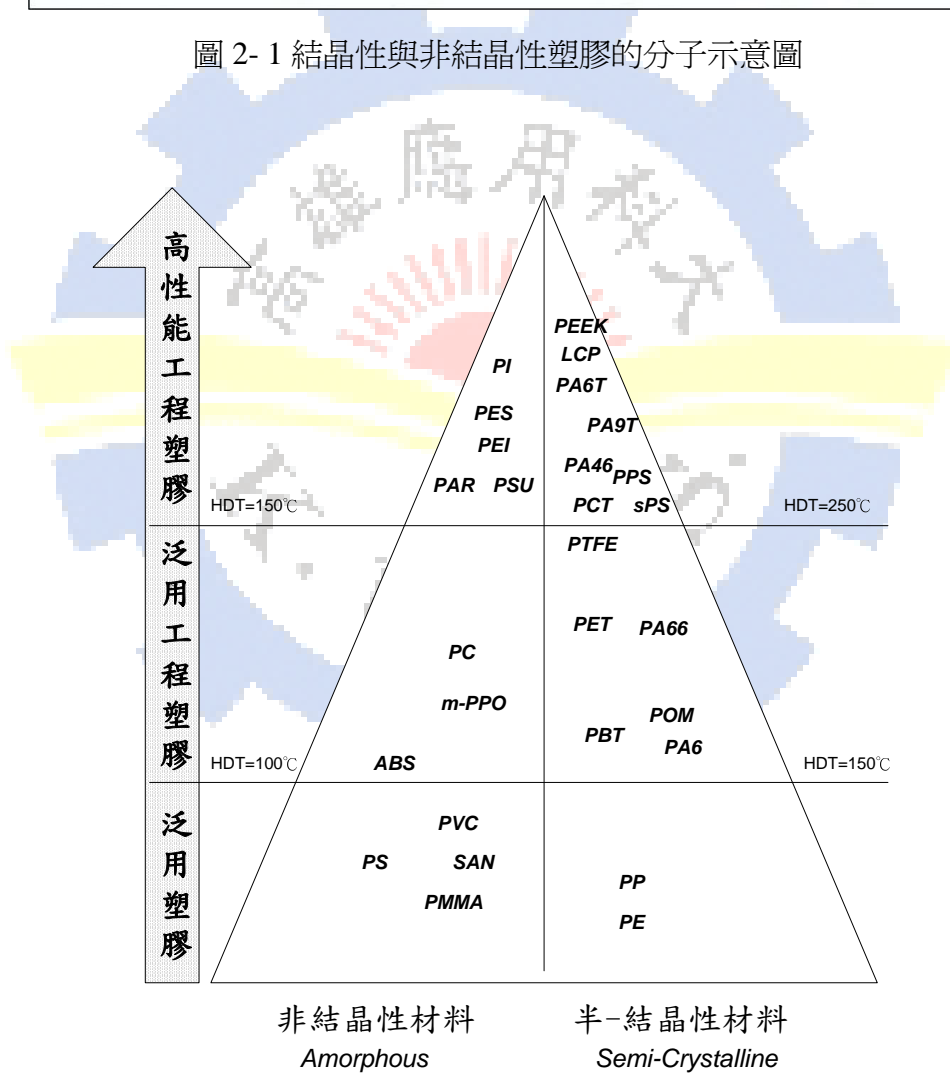 圖 2- 1 結晶性與非結晶性塑膠的分子示意圖
高性能工程塑膠
泛用工程塑膠
泛用塑膠
PEEK
LCP
PI
PA6T
PES
PA9T
PEI
PA46
PPS
PAR PSU
HDT=150℃
PCT sPS
HDT=250℃
PTFE
PET PA66
PC
m-PPO
POM
PBT
PA6
HDT=100℃
ABS
HDT=150℃
PVC
PS SAN
PP
PMMA
PE
非結晶性材料
半-結晶性材料
Amorphous
Semi-Crystalline
應用科大